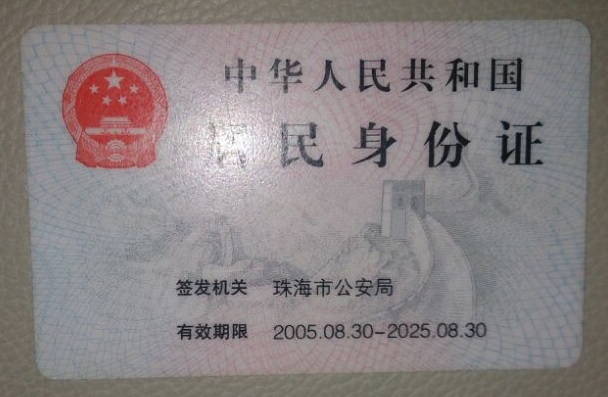 中华人民共和国
居民身份证
签发机关 珠海市公安局
有效期限 2005.08.30-2025.08.30